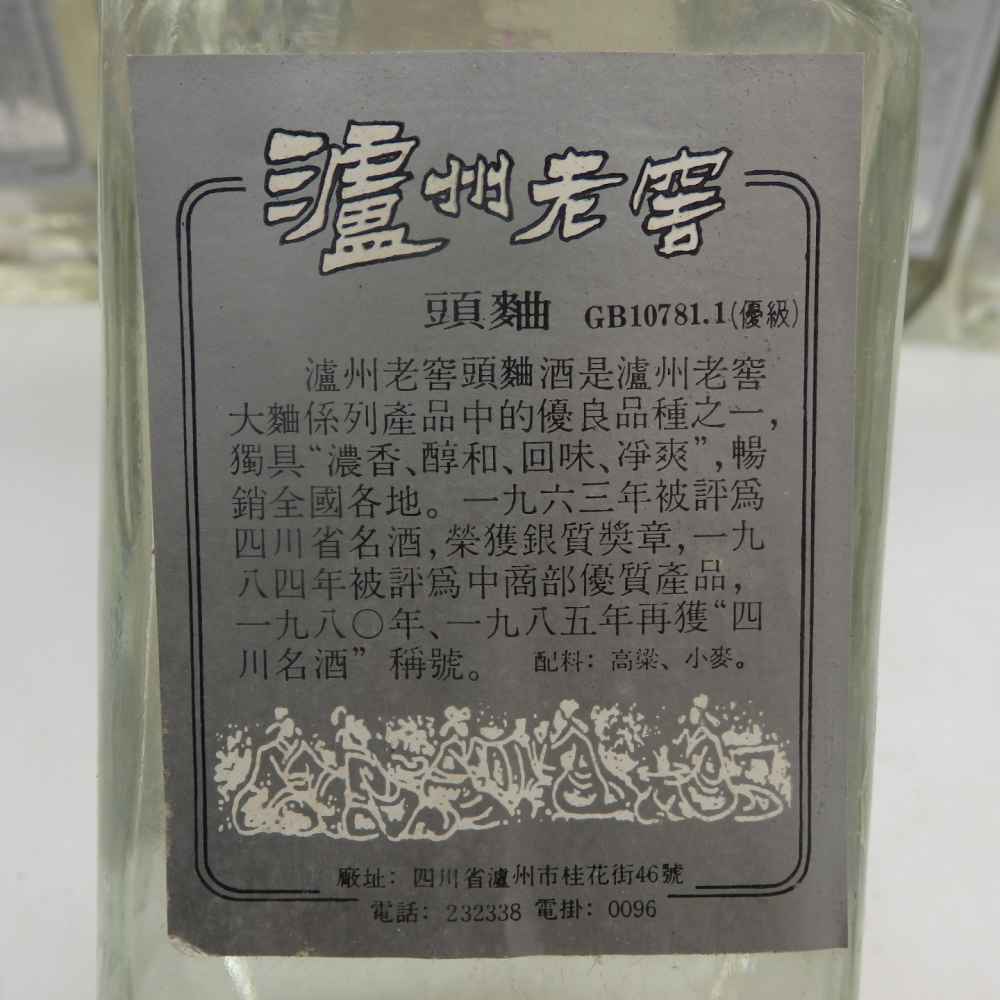 瀘州老窖
頭麯 GB10781.1(優級)
瀘州老窖頭麯酒是瀘州老窖
大麯係列產品中的優良品種之一,
獨具“濃香、醇和、回味、凈爽”,暢
銷全國各地。一九六三年被評爲
四川省名酒,榮獲銀質奬章,一九
八四年被評爲中商部優質產品,
一九八〇年、一九八五年再獲“四
川名酒”稱號。 配料：高粱、小麥。
廠址：四川省瀘州市桂花街46號
電話：232338 電掛：0096